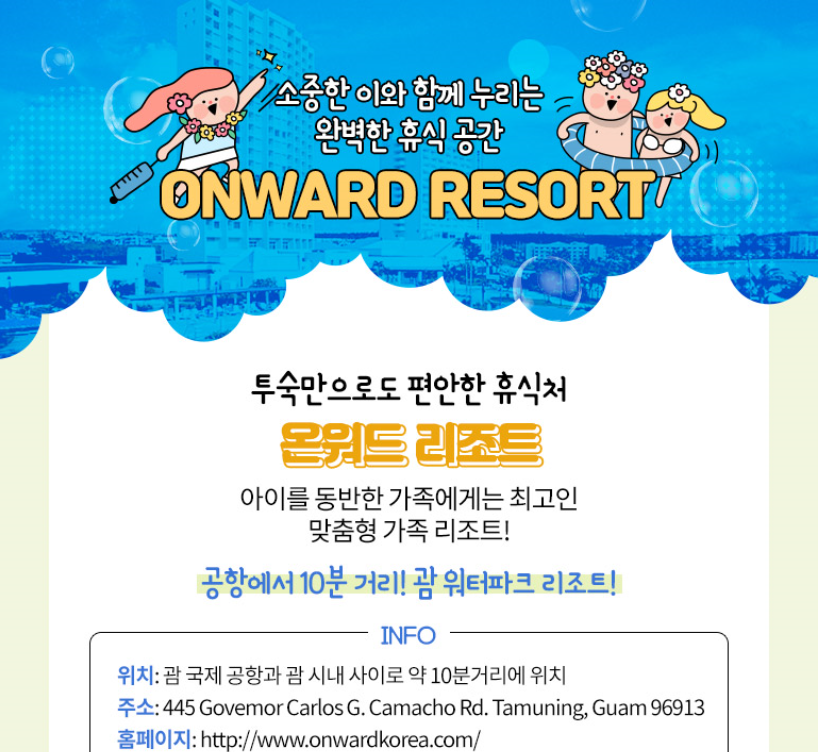 소중한 이와 함께 누리는
완벽한 휴식 공간
ONWARD RESORT
투숙만으로도 편안한 휴식처
온워드 리조트
아이를 동반한 가족에게는 최고인
맞춤형 가족 리조트!
공항에서 10분 거리! 괌 워터파크 리조트!
INFO
위치: 괌 국제 공항과 괌 시내 사이로 약 10분거리에 위치
주소: 445 Govemor Carlos G. Camacho Rd. Tamuning, Guam 96913
홈페이지: http://www.onwardkorea.com/